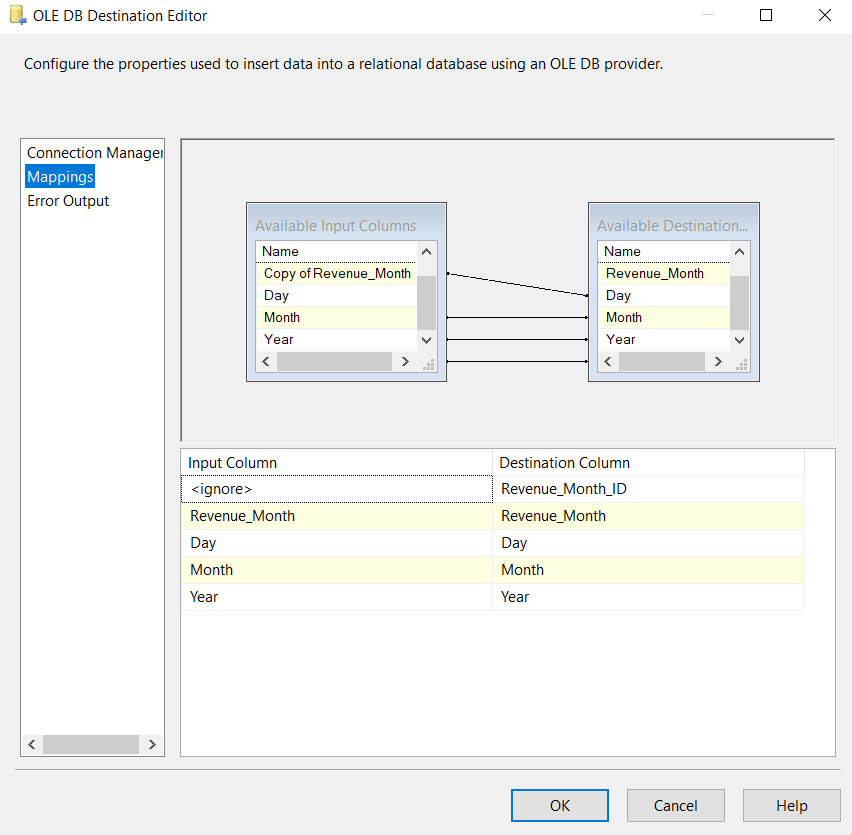 OLE DB Destination Editor
Configure the properties used to insert data into a relational database using an OLE DB provider.
Connection Manager
Mappings
Error Output
Available Input Columns
Name
Copy of Revenue_Month
Day
Month
Year
Available Destination...
Name
Revenue_Month
Day
Month
Year
Input Column Destination Column
<ignore> Revenue_Month_ID
Revenue_Month Revenue_Month
Day Day
Month Month
Year Year
OK Cancel Help